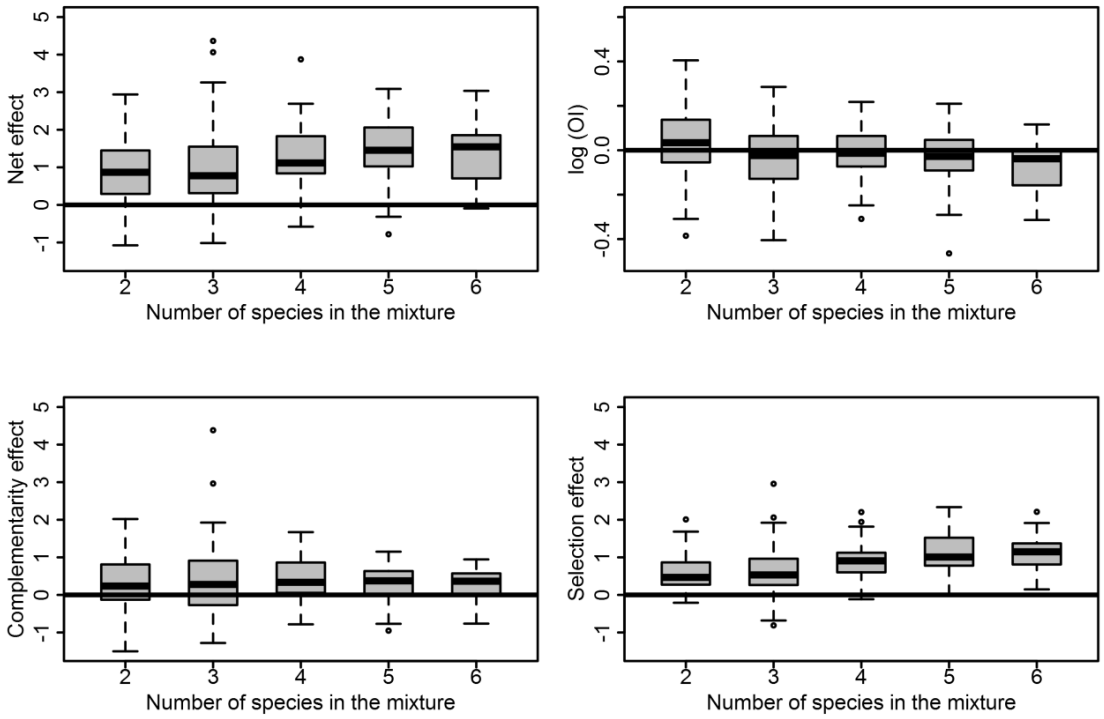 Net effect
5
4
3
2
1
0
-1
2 3 4 5 6
Number of species in the mixture
log (OI)
0.4
0.0
-0.4
2 3 4 5 6
Number of species in the mixture
Complementarity effect
5
4
3
2
1
0
-1
2 3 4 5 6
Number of species in the mixture
Selection effect
5
4
3
2
1
0
-1
2 3 4 5 6
Number of species in the mixture